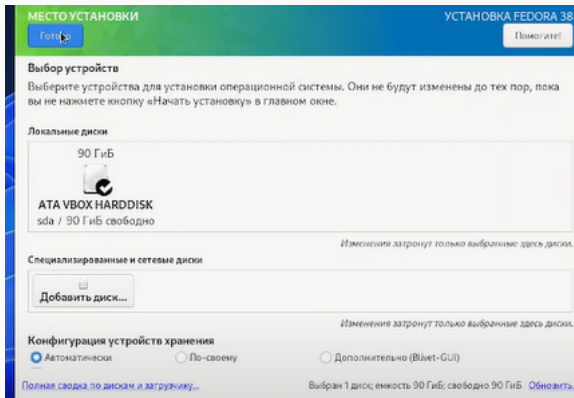 МЕСТО УСТАНОВКИ
УСТАНОВКА FEDORA 38
Готово
Помогите!
Выбор устройств
Выберите устройства для установки операционной системы. Они не будут изменены до тех пор, пока
вы не нажмете кнопку «Начать установку» в главном окне.
Локальные диски
90 ГиБ
ATA VBOX HARDDISK
sda / 90 ГиБ свободно
Изменения затронут только выбранные здесь диски.
Специализированные и сетевые диски
Добавить диск...
Изменения затронут только выбранные здесь диски.
Конфигурация устройств хранения
Автоматически
По-своему
Дополнительно (Blivet-GUI)
Полная сводка по дискам и загрузчику...
Выбран 1 диск; емкость 90 ГиБ; свободно 90 ГиБ
Обновить.